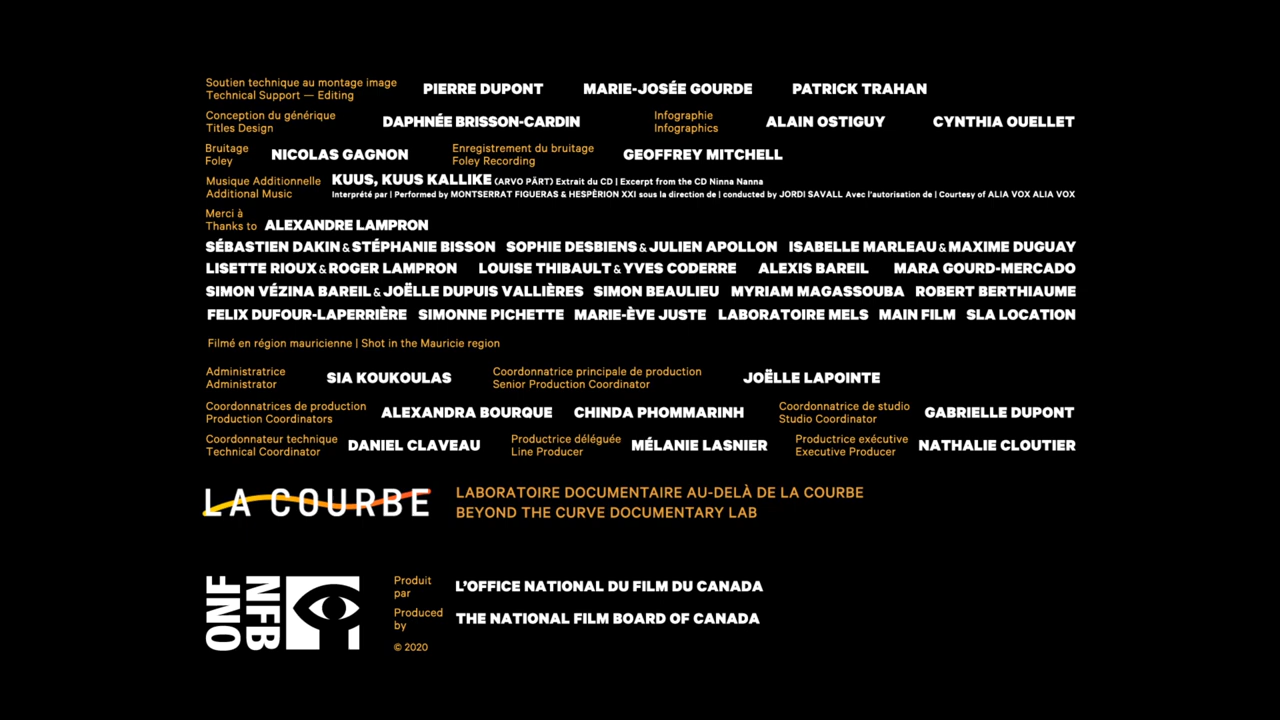 Soutien technique au montage image
Technical Support — Editing
PIERRE DUPONT MARIE-JOSÉE GOURDE PATRICK TRAHAN
Conception du générique
Titles Design
DAPHNÉE BRISSON-CARDIN
Infographie
Infographics
ALAIN OSTIGUY CYNTHIA OUELLET
Bruitage
Foley
NICOLAS GAGNON
Enregistrement du bruitage
Foley Recording
GEOFFREY MITCHELL
Musique Additionnelle
Additional Music
KUUS, KUUS KALLIKE (ARVO PÄRT) Extrait du CD | Excerpt from the CD Ninna Nanna
Interprété par | Performed by MONTSERRAT FIGUERAS & HESPÈRION XXI sous la direction de | conducted by JORDI SAVALL Avec l'autorisation de | Courtesy of ALIA VOX ALIA VOX
Merci à
Thanks to
ALEXANDRE LAMPRON
SÉBASTIEN DAKIN & STÉPHANIE BISSON SOPHIE DESBIENS & JULIEN APOLLON ISABELLE MARLEAU & MAXIME DUGUAY
LISETTE RIOUX & ROGER LAMPRON LOUISE THIBAULT & YVES CODERRE ALEXIS BAREIL MARA GOURD-MERCADO
SIMON VÉZINA BAREIL & JOËLLE DUPUIS VALLIÈRES SIMON BEAULIEU MYRIAM MAGASSOUBA ROBERT BERTHIAUME
FELIX DUFOUR-LAPERRIÈRE SIMONNE PICHETTE MARIE-ÈVE JUSTE LABORATOIRE MELS MAIN FILM SLA LOCATION
Filmé en région mauricienne | Shot in the Mauricie region
Administratrice
Administrator
SIA KOUKOULAS
Coordonnatrice principale de production
Senior Production Coordinator
JOËLLE LAPOINTE
Coordonnatrices de production
Production Coordinators
ALEXANDRA BOURQUE CHINDA PHOMMARINH
Coordonnatrice de studio
Studio Coordinator
GABRIELLE DUPONT
Coordonnateur technique
Technical Coordinator
DANIEL CLAVEAU
Productrice déléguée
Line Producer
MÉLANIE LASNIER
Productrice exécutive
Executive Producer
NATHALIE CLOUTIER
LA COURBE
LABORATOIRE DOCUMENTAIRE AU-DELÀ DE LA COURBE
BEYOND THE CURVE DOCUMENTARY LAB
ONF
NFB
Produit
par
L'OFFICE NATIONAL DU FILM DU CANADA
Produced
by
THE NATIONAL FILM BOARD OF CANADA
© 2020